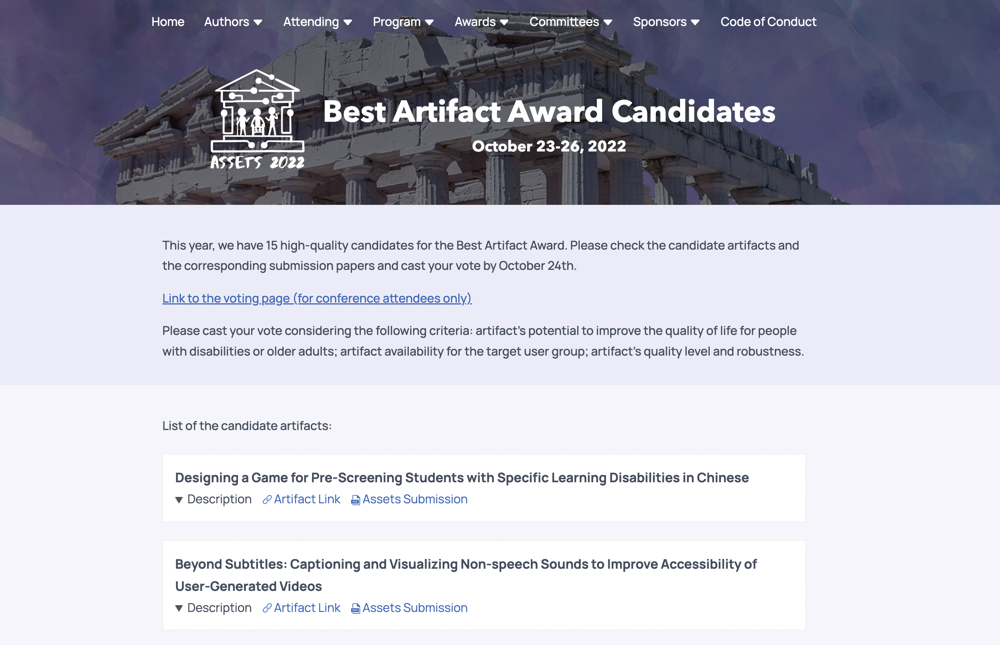 Home Authors Attending Program Awards Committees Sponsors Code of Conduct
ASSETS 2022
Best Artifact Award Candidates
October 23-26, 2022
This year, we have 15 high-quality candidates for the Best Artifact Award. Please check the candidate artifacts and
the corresponding submission papers and cast your vote by October 24th.
Link to the voting page (for conference attendees only)
Please cast your vote considering the following criteria: artifact’s potential to improve the quality of life for people
with disabilities or older adults; artifact availability for the target user group; artifact’s quality level and robustness.
List of the candidate artifacts:
Designing a Game for Pre-Screening Students with Specific Learning Disabilities in Chinese
Description Artifact Link PDF Assets Submission
Beyond Subtitles: Captioning and Visualizing Non-speech Sounds to Improve Accessibility of
User-Generated Videos
Description Artifact Link PDF Assets Submission